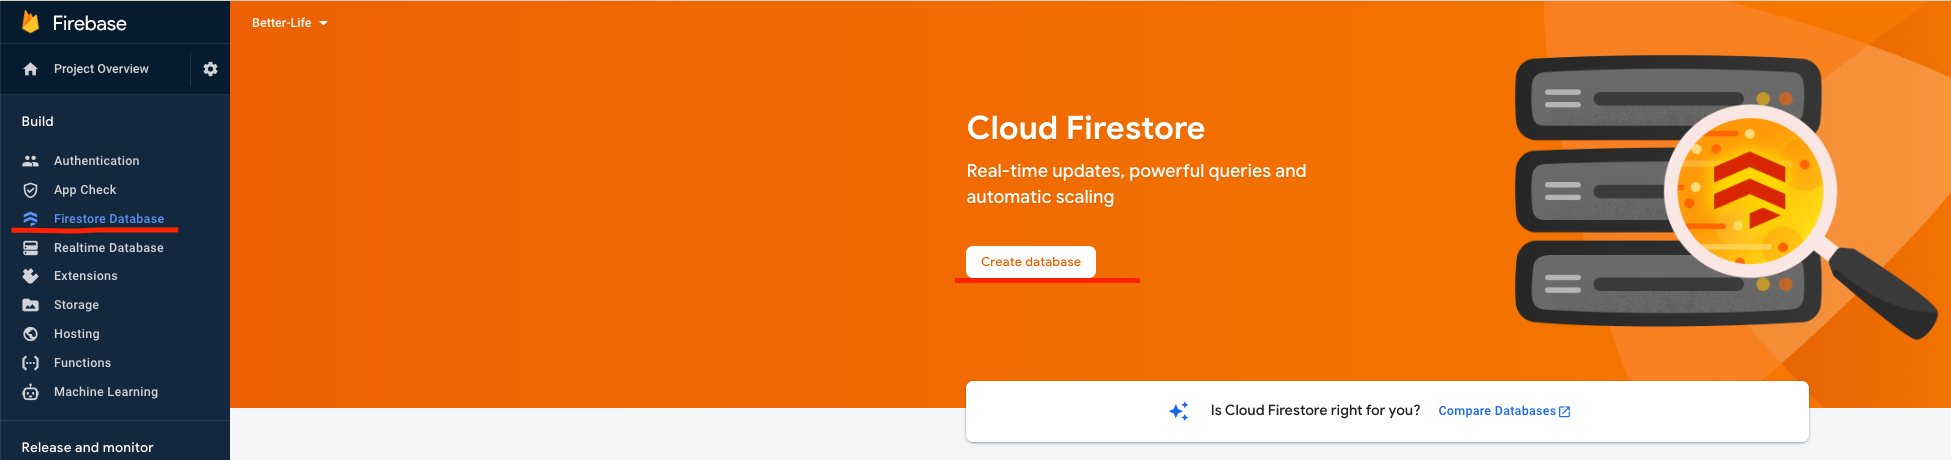 Firebase
Project Overview
Build
Authentication
App Check
Firestore Database
Realtime Database
Extensions
Storage
Hosting
Functions
Machine Learning
Release and monitor
Better-Life
Cloud Firestore
Real-time updates, powerful queries and
automatic scaling
Create database
Is Cloud Firestore right for you? Compare Databases